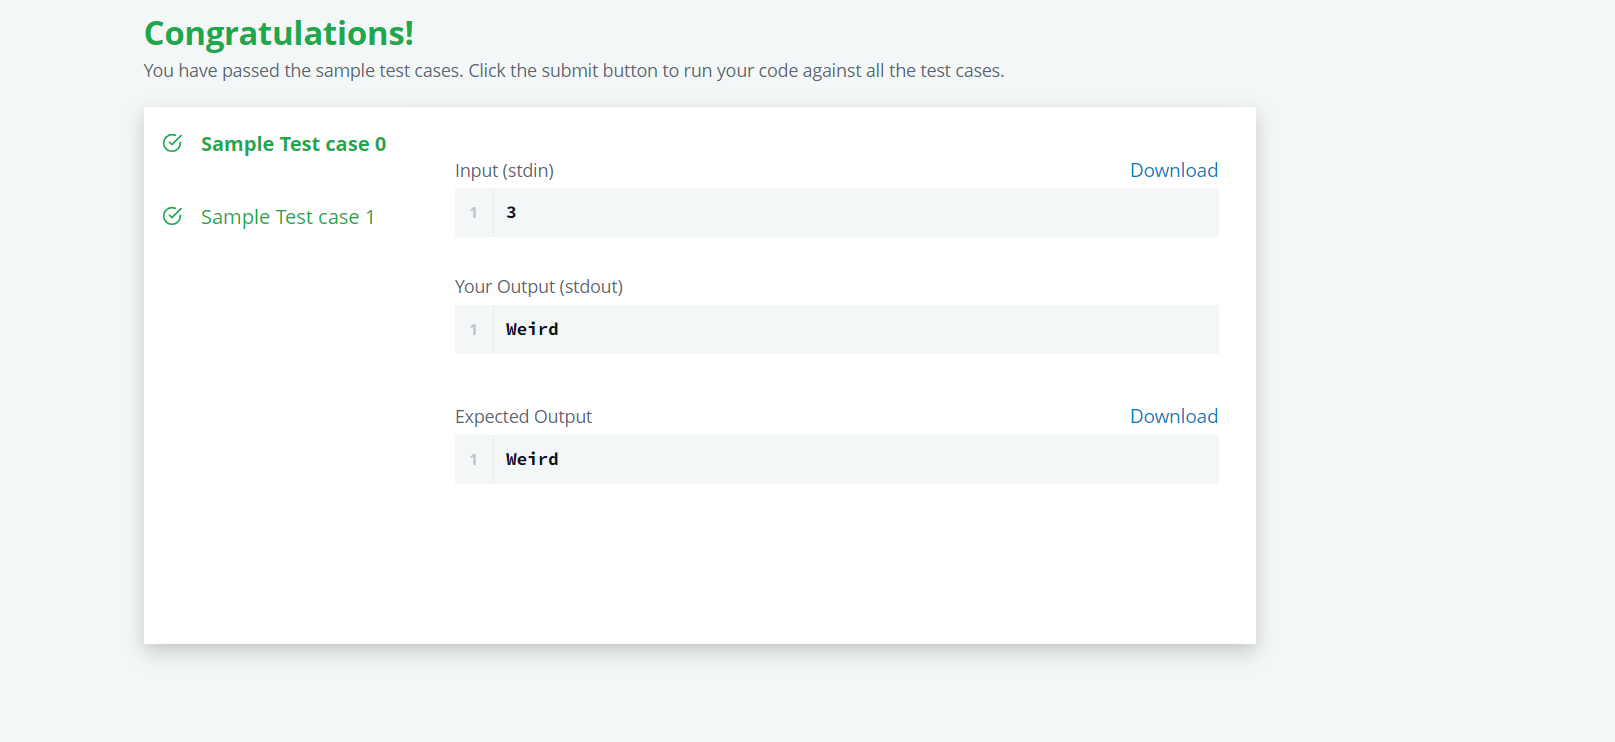 Congratulations!
You have passed the sample test cases. Click the submit button to run your code against all the test cases.
Sample Test case 0
Sample Test case 1
Input (stdin)
Download
1 3
Your Output (stdout)
1 Weird
Expected Output
Download
1 Weird